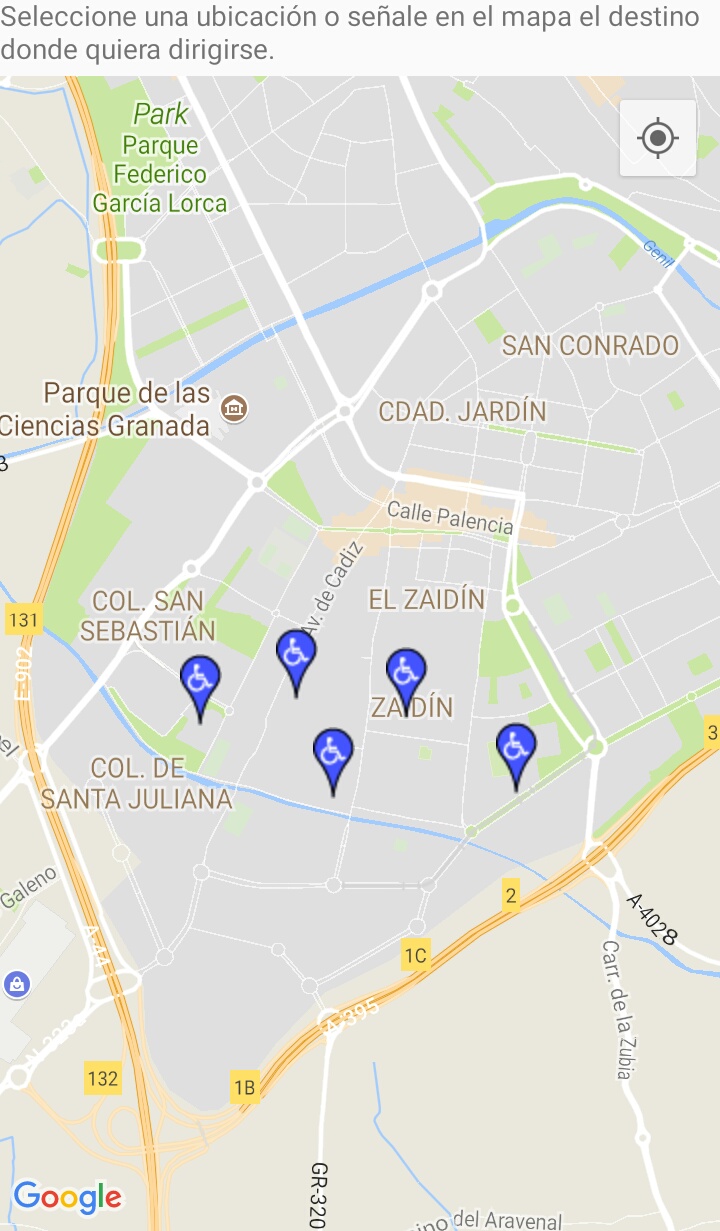 Seleccione una ubicación o señale en el mapa el destino
donde quiera dirigirse.
Park
Parque
Federico
García Lorca
Genil
SAN CONRADO
Parque de las
Ciencias Granada
CDAD. JARDÍN
3
Calle Palencia
Av. de Cadiz
COL. SAN
SEBASTIÁN
EL ZAIDÍN
131
E-902
ZAIDÍN
3
COL. DE
SANTA JULIANA
Galeno
2
A-4028
A-44
1C
Carr. de la Zubia
A-395
132
1B
GR-3202
Google
del Aravenal